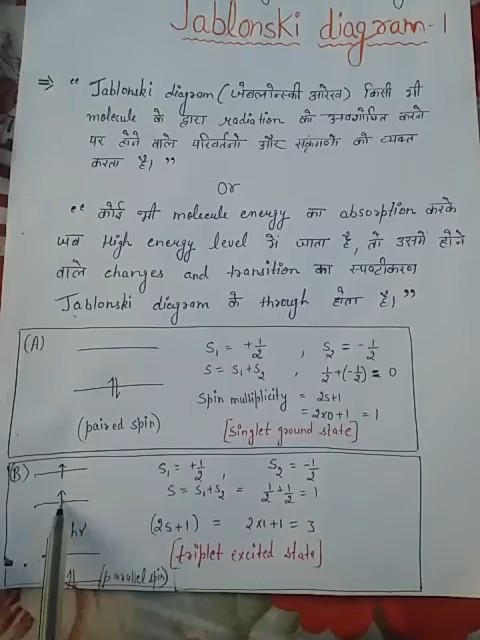 Jablonski diagram-1
⇒ " Jablonski diagram (जेबलोन्स्की आरेख) किसी भी
molecule के द्वारा radiation को अवशोषित करने
पर होने वाले परिवर्तनो और संक्रमणो को व्यक्त
करता है। "
or
" कोई भी molecule energy का absorption करके
जब High energy level में जाता है, तो उसमें होने
वाले changes and transition का स्पष्टीकरण
Jablonski diagram के through होता है। "
(A) S₁ = +1/2 , S₂ = -1/2
S = S₁+S₂ , 1/2+(-1/2) = 0
Spin multiplicity = 2s+1
= 2x0+1 = 1
(paired spin) [Singlet ground state]
(B) S₁ = +1/2 , S₂ = -1/2
S = S₁+S₂ = 1/2+1/2 = 1
hν (2s+1) = 2x1+1 = 3
[triplet excited state]
(parallel spin)